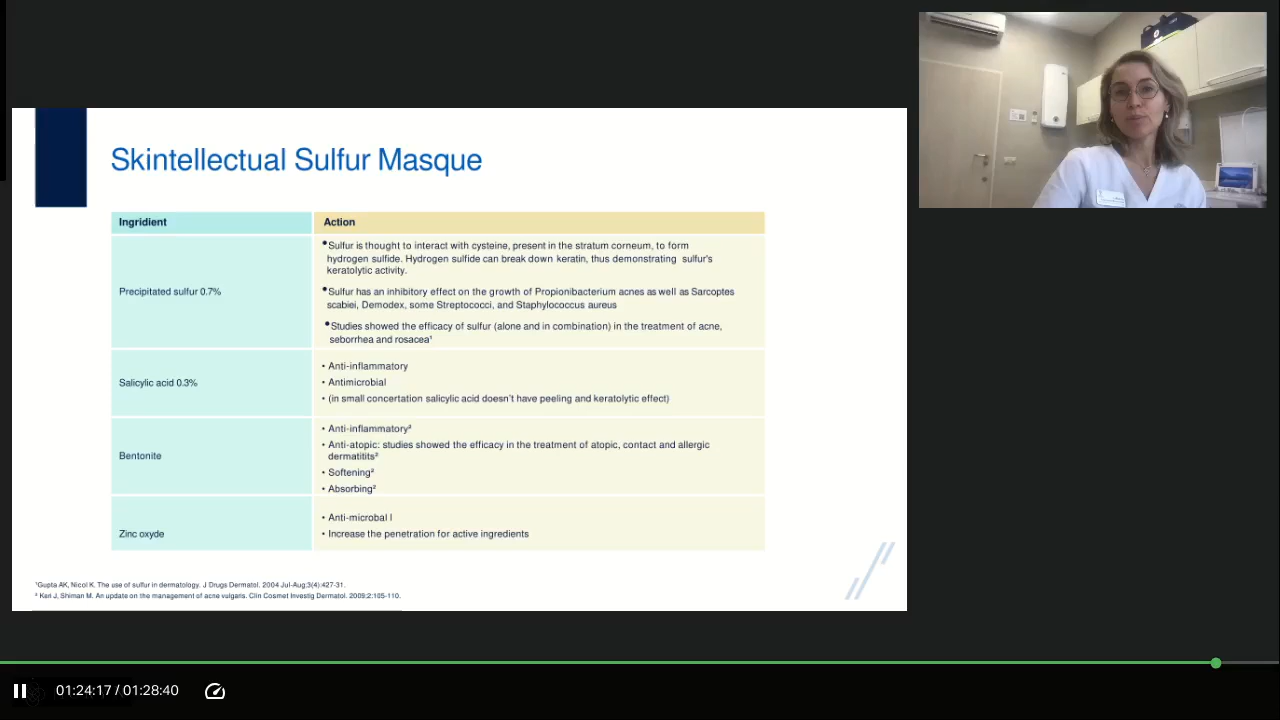 Skintellectual Sulfur Masque
Ingridient
Action
Precipitated sulfur 0.7%
•Sulfur is thought to interact with cysteine, present in the stratum corneum, to form
hydrogen sulfide. Hydrogen sulfide can break down keratin, thus demonstrating sulfur's
keratolytic activity.
•Sulfur has an inhibitory effect on the growth of Propionibacterium acnes as well as Sarcoptes
scabiei, Demodex, some Streptococci, and Staphylococcus aureus
•Studies showed the efficacy of sulfur (alone and in combination) in the treatment of acne,
seborrhea and rosacea¹
Salicylic acid 0.3%
• Anti-inflammatory
• Antimicrobial
• (in small concertation salicylic acid doesn't have peeling and keratolytic effect)
Bentonite
• Anti-inflammatory²
• Anti-atopic: studies showed the efficacy in the treatment of atopic, contact and allergic
dermatitits²
• Softening²
• Absorbing²
Zinc oxyde
• Anti-microbal l
• Increase the penetration for active ingredients
¹Gupta AK, Nicol K. The use of sulfur in dermatology. J Drugs Dermatol. 2004 Jul-Aug;3(4):427-31.
² Keri J, Shiman M. An update on the management of acne vulgaris. Clin Cosmet Investig Dermatol. 2009;2:105-110.
01:24:17 / 01:28:40